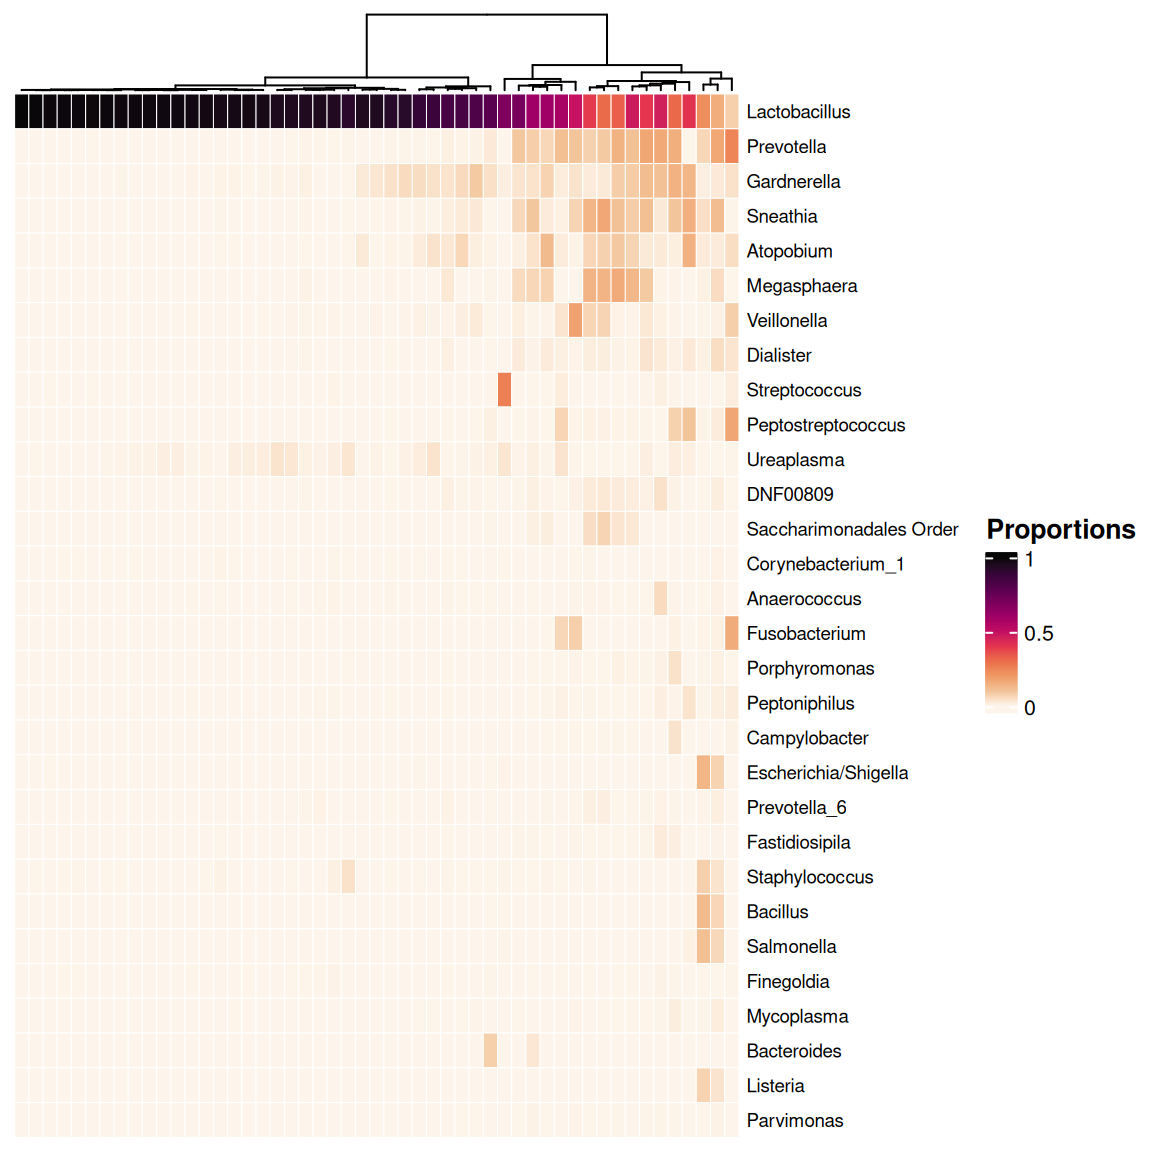 Lactobacillus
Prevotella
Gardnerella
Sneathia
Atopobium
Megasphaera
Veillonella
Dialister
Streptococcus
Peptostreptococcus
Ureaplasma
DNF00809
Saccharimonadales Order
Corynebacterium_1
Anaerococcus
Fusobacterium
Porphyromonas
Peptoniphilus
Campylobacter
Escherichia/Shigella
Prevotella_6
Fastidiosipila
Staphylococcus
Bacillus
Salmonella
Finegoldia
Mycoplasma
Bacteroides
Listeria
Parvimonas
Proportions
1
0.5
0